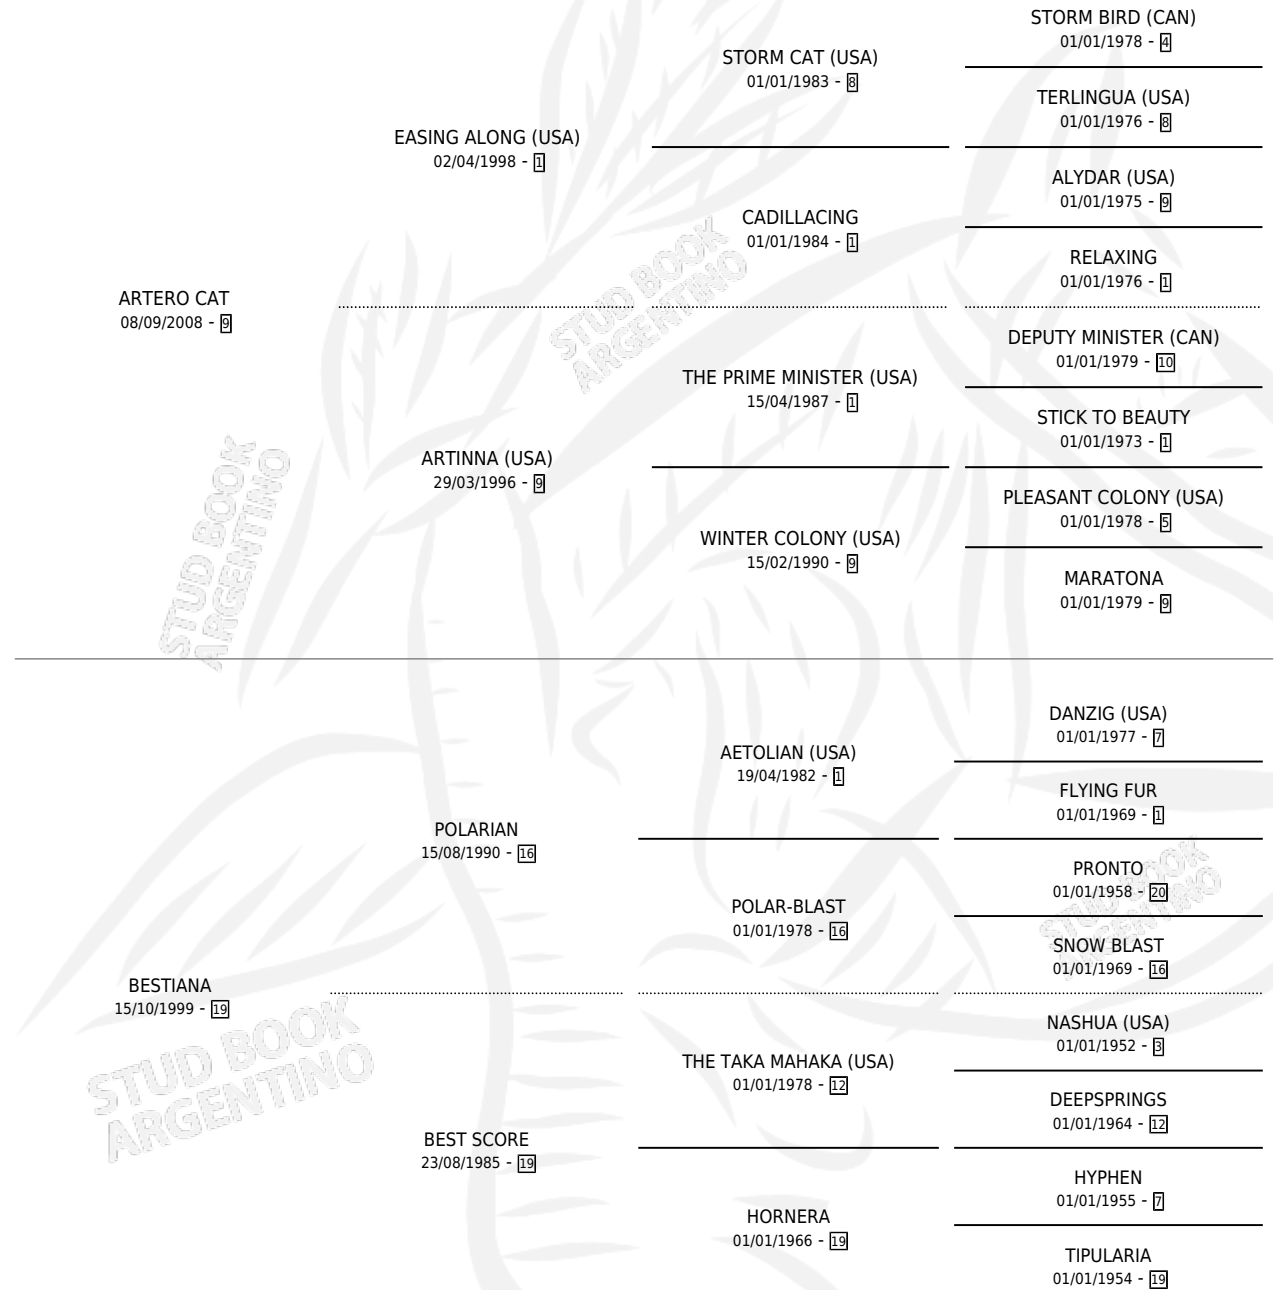 STORM BIRD (CAN)
01/01/1978 - 4
STORM CAT (USA)
01/01/1983 - 8
TERLINGUA (USA)
01/01/1976 - 8
EASING ALONG (USA)
02/04/1998 - 1
ALYDAR (USA)
01/01/1975 - 9
CADILLACING
01/01/1984 - 1
RELAXING
01/01/1976 - 1
ARTERO CAT
08/09/2008 - 9
DEPUTY MINISTER (CAN)
01/01/1979 - 10
THE PRIME MINISTER (USA)
15/04/1987 - 1
STICK TO BEAUTY
01/01/1973 - 1
ARTINNA (USA)
29/03/1996 - 9
PLEASANT COLONY (USA)
01/01/1978 - 5
WINTER COLONY (USA)
15/02/1990 - 9
MARATONA
01/01/1979 - 9
DANZIG (USA)
01/01/1977 - 7
AETOLIAN (USA)
19/04/1982 - 1
FLYING FUR
01/01/1969 - 1
POLARIAN
15/08/1990 - 16
PRONTO
01/01/1958 - 20
POLAR-BLAST
01/01/1978 - 16
SNOW BLAST
01/01/1969 - 16
BESTIANA
15/10/1999 - 19
NASHUA (USA)
01/01/1952 - 3
THE TAKA MAHAKA (USA)
01/01/1978 - 12
DEEPSPRINGS
01/01/1964 - 12
BEST SCORE
23/08/1985 - 19
HYPHEN
01/01/1955 - 7
HORNERA
01/01/1966 - 19
TIPULARIA
01/01/1954 - 19
STUD BOOK
ARGENTINO
STUD BOOK
ARGENTINO
STUD BOOK
ARGENTINO
STUD BOOK
ARGENTINO